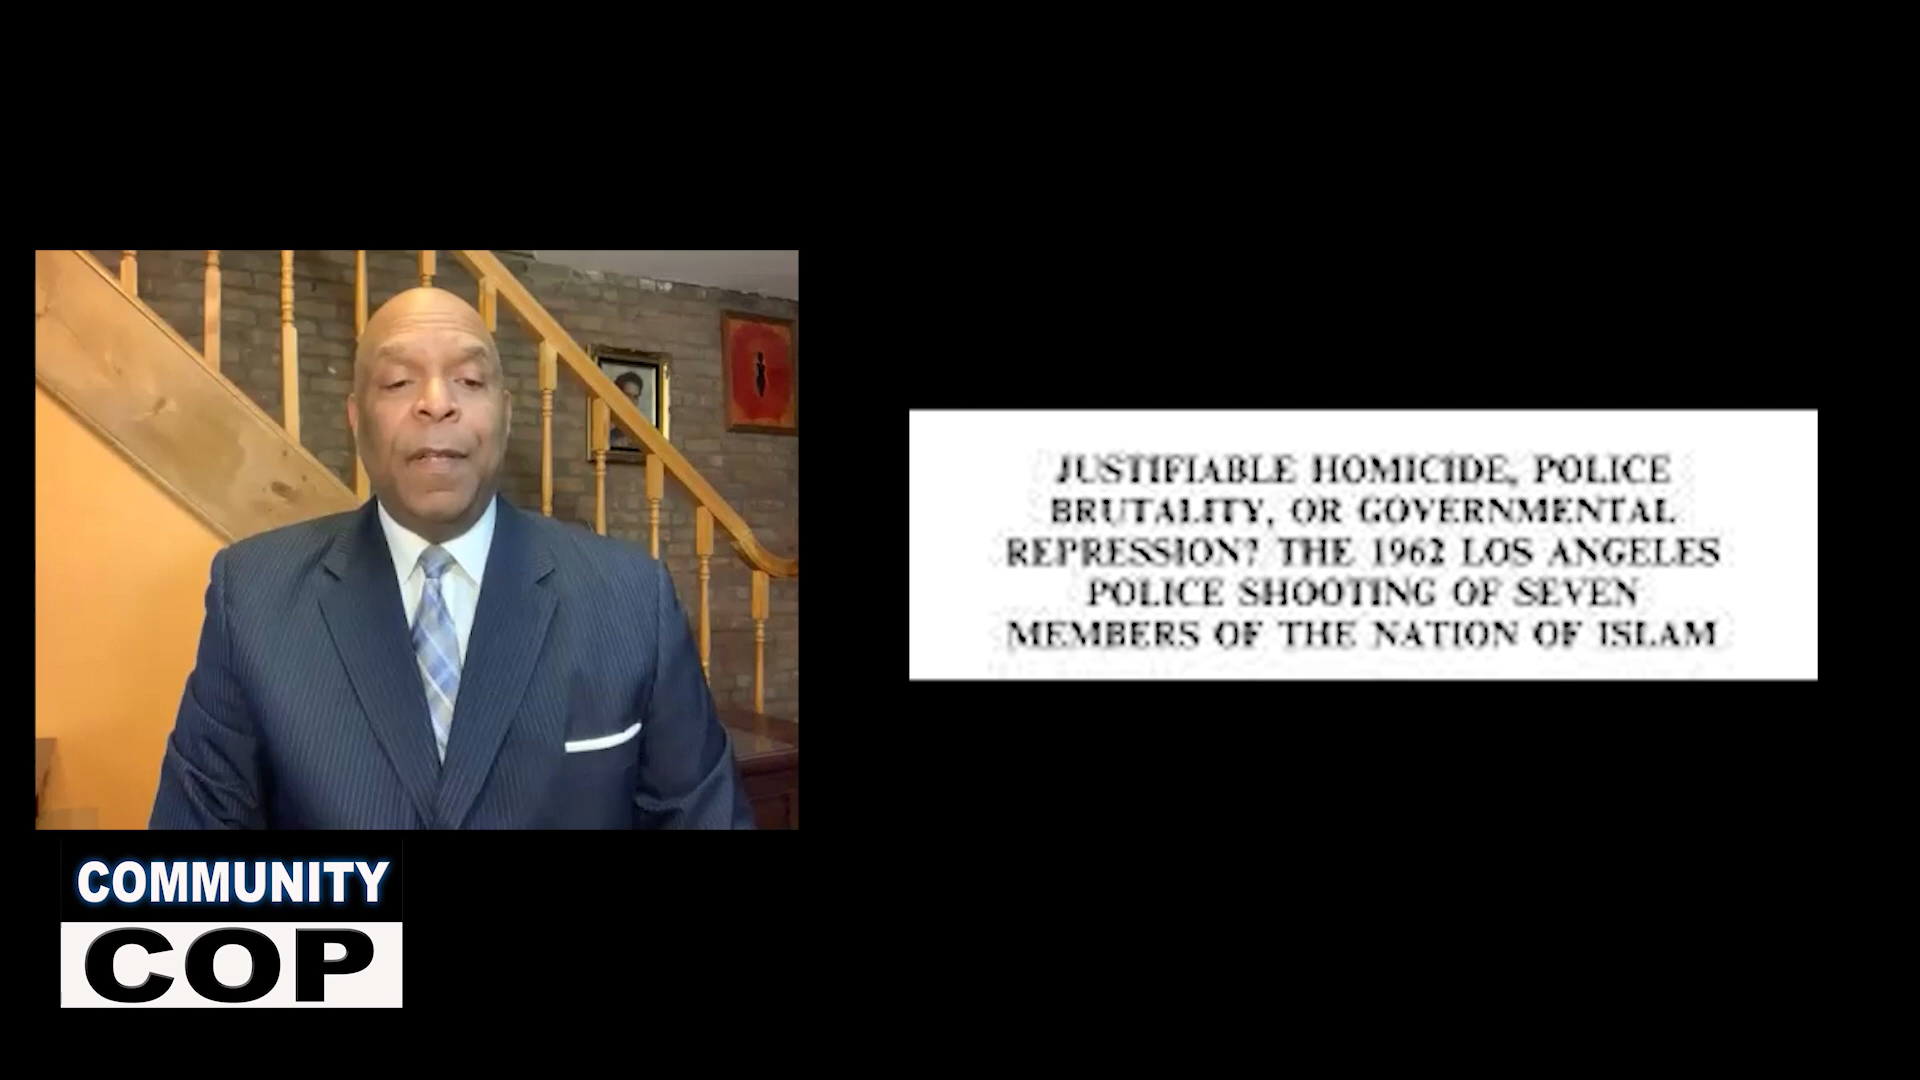 JUSTIFIABLE HOMICIDE, POLICE
BRUTALITY, OR GOVERNMENTAL
REPRESSION? THE 1962 LOS ANGELES
POLICE SHOOTING OF SEVEN
MEMBERS OF THE NATION OF ISLAM
COMMUNITY
COP